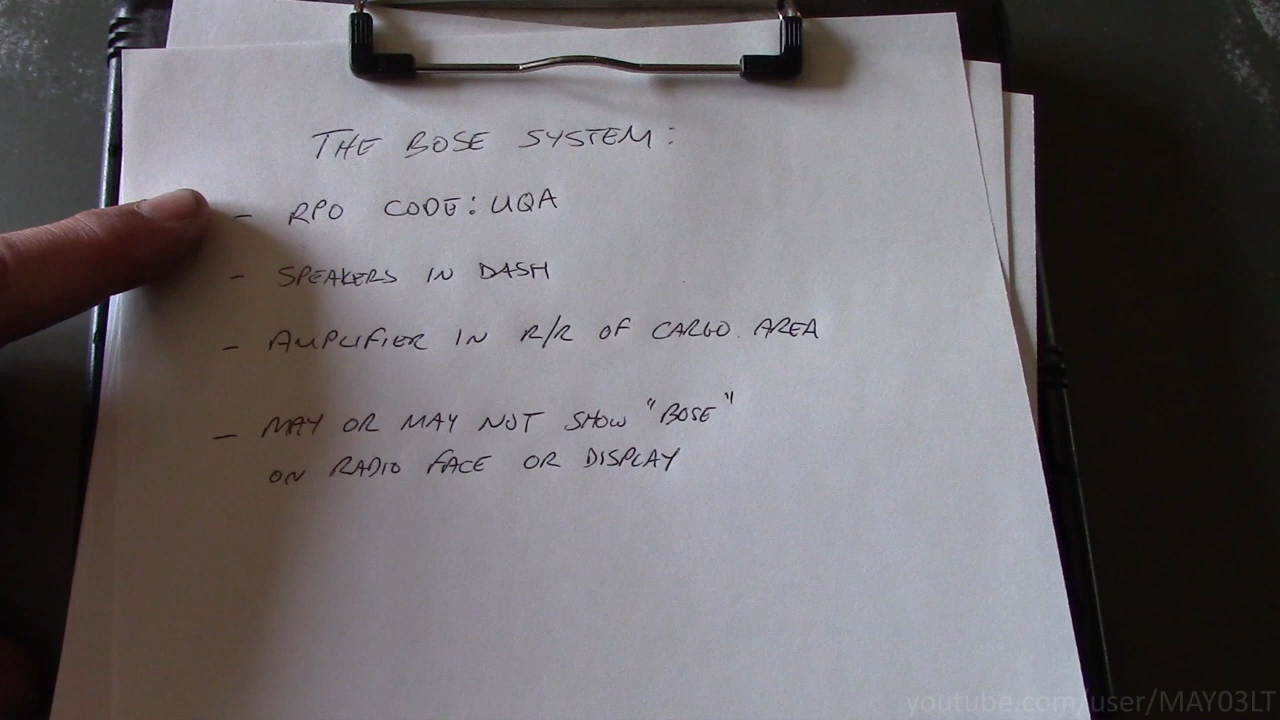 THE BOSE SYSTEM:
- RPO CODE: UQA
- SPEAKERS IN DASH
- AMPLIFIER IN R/R OF CARGO AREA
- MAY OR MAY NOT SHOW "BOSE"
ON RADIO FACE OR DISPLAY
youtube.com/user/MAY03LT